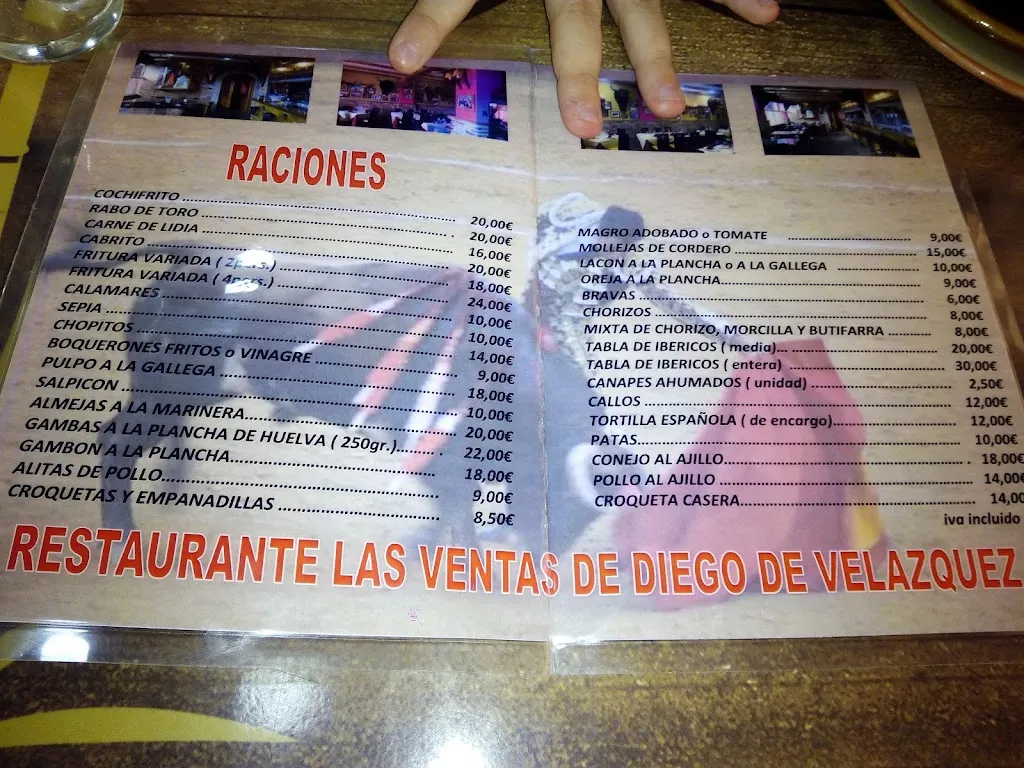 RACIONES
COCHIFRITO 20,00€
RABO DE TORO 20,00€
CARNE DE LIDIA 16,00€
CABRITO 20,00€
FRITURA VARIADA ( 2pers.) 18,00€
FRITURA VARIADA ( 4pers.) 24,00€
CALAMARES 10,00€
SEPIA 10,00€
CHOPITOS 14,00€
BOQUERONES FRITOS o VINAGRE 9,00€
PULPO A LA GALLEGA 18,00€
SALPICON 10,00€
ALMEJAS A LA MARINERA 20,00€
GAMBAS A LA PLANCHA DE HUELVA ( 250gr.) 22,00€
GAMBON A LA PLANCHA 18,00€
ALITAS DE POLLO 9,00€
CROQUETAS Y EMPANADILLAS 8,50€
MAGRO ADOBADO o TOMATE 9,00€
MOLLEJAS DE CORDERO 15,00€
LACON A LA PLANCHA o A LA GALLEGA 10,00€
OREJA A LA PLANCHA 9,00€
BRAVAS 6,00€
CHORIZOS 8,00€
MIXTA DE CHORIZO, MORCILLA Y BUTIFARRA 8,00€
TABLA DE IBERICOS ( media) 20,00€
TABLA DE IBERICOS ( entera) 30,00€
CANAPES AHUMADOS ( unidad) 2,50€
CALLOS 12,00€
TORTILLA ESPAÑOLA ( de encargo) 12,00€
PATAS 10,00€
CONEJO AL AJILLO 18,00€
POLLO AL AJILLO 14,00€
CROQUETA CASERA 14,00
iva incluido
RESTAURANTE LAS VENTAS DE DIEGO DE VELAZQUEZ